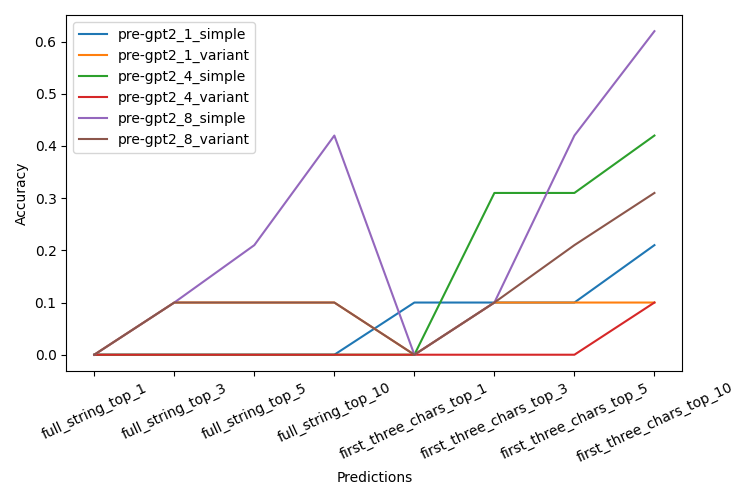 pre-gpt2_1_simple
pre-gpt2_1_variant
pre-gpt2_4_simple
pre-gpt2_4_variant
pre-gpt2_8_simple
pre-gpt2_8_variant
0.6
0.5
0.4
0.3
0.2
0.1
0.0
Accuracy
full_string_top_1
full_string_top_3
full_string_top_5
full_string_top_10
first_three_chars_top_1
first_three_chars_top_3
first_three_chars_top_5
first_three_chars_top_10
Predictions